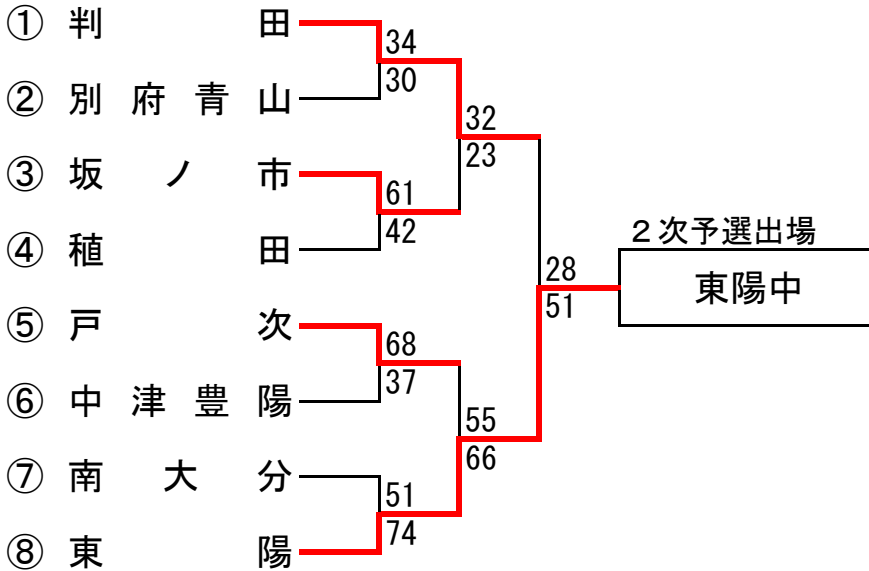 ① 判田
34
30
② 別府青山
32
23
③ 坂ノ市
61
42
④ 稙田
2次予選出場
東陽中
28
51
⑤ 戸次
68
37
⑥ 中津豊陽
55
66
⑦ 南大分
51
74
⑧ 東陽